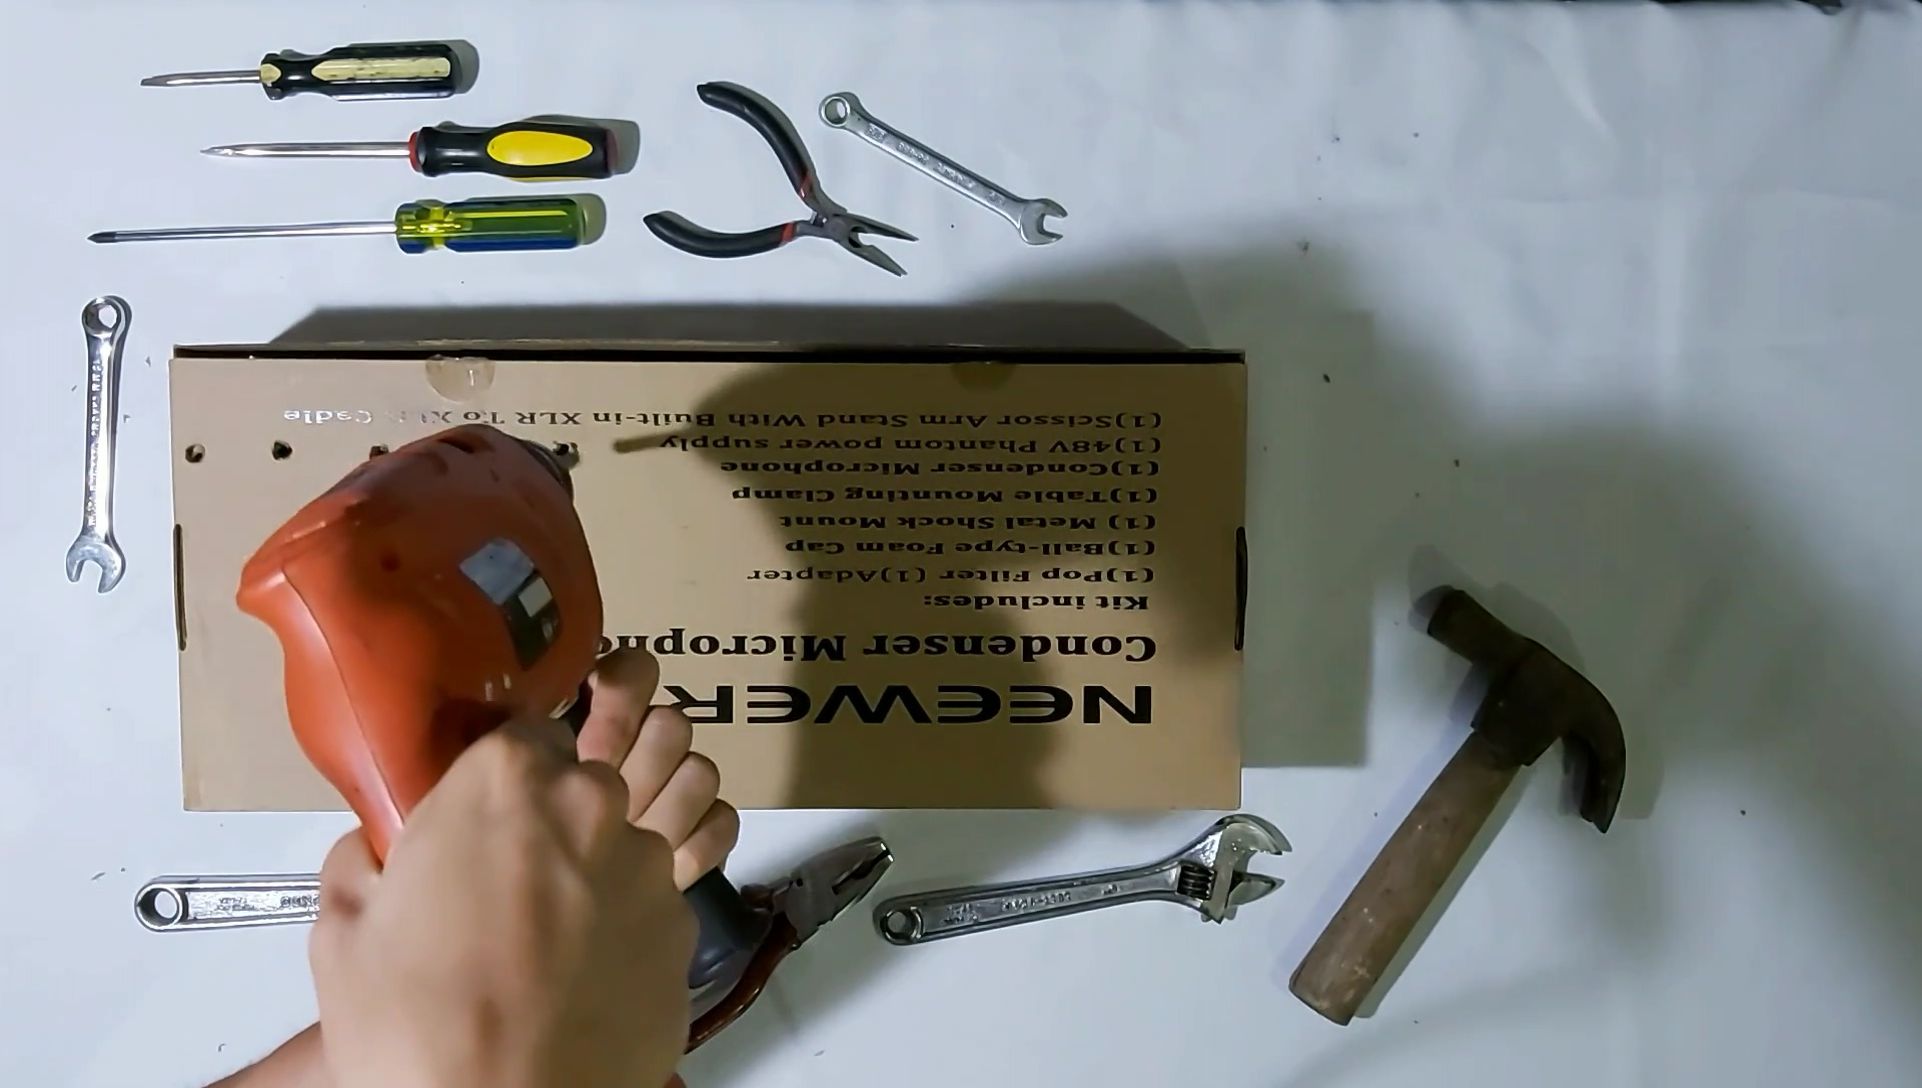 NEEWER
Condenser Microph
Kit includes:
(1)Pop Filter (1)Adapter
(1)Ball-type Foam Cap
(1) Metal Shock Mount
(1)Table Mounting Clamp
(1)Condenser Microphone
(1)48V Phantom power supply
(1)Scissor Arm Stand With Built-in XLR To XLR Cable